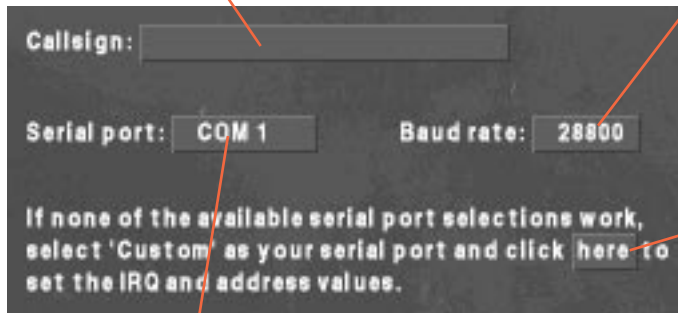 Callsign:
Serial port: COM 1 Baud rate: 28800
If none of the available serial port selections work,
select 'Custom' as your serial port and click here to
set the IRQ and address values.